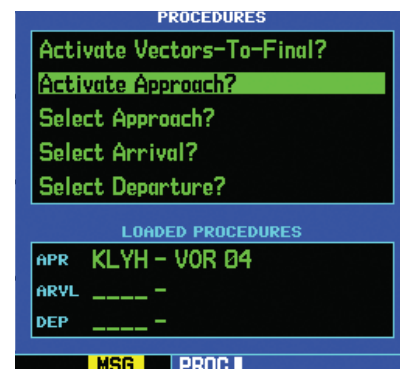 PROCEDURES
Activate Vectors-To-Final?
Activate Approach?
Select Approach?
Select Arrival?
Select Departure?
LOADED PROCEDURES
APR KLYH - VOR 04
ARVL ____ -
DEP ____ -
MSG PROC